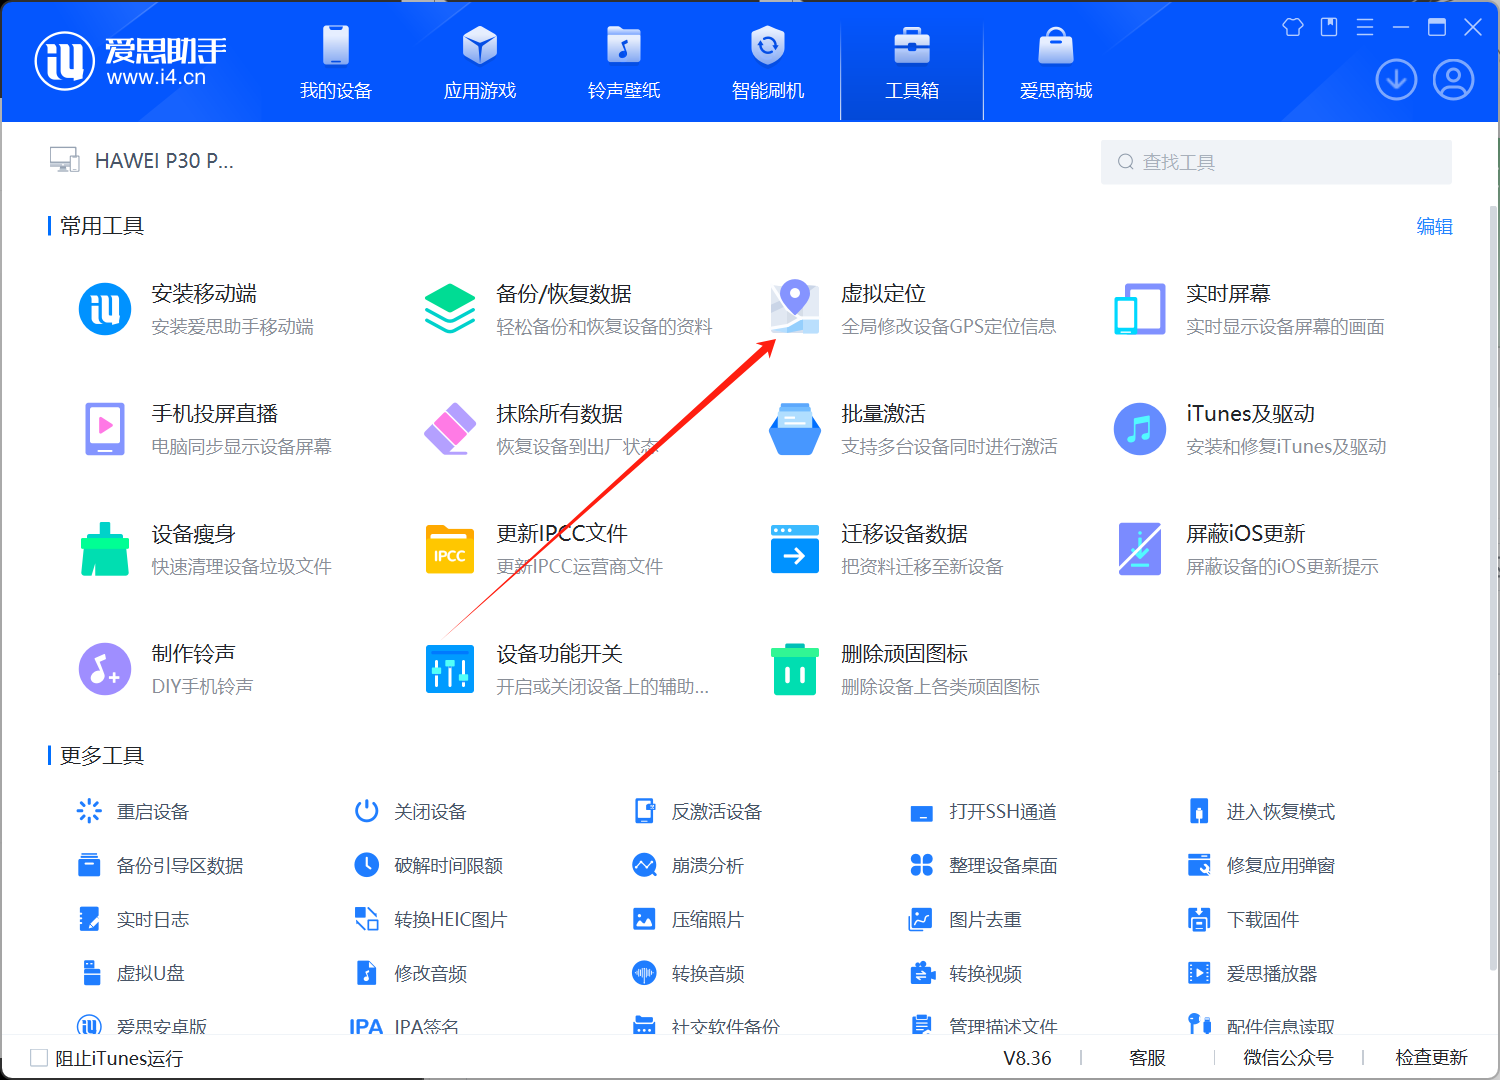 爱思助手
www.i4.cn
我的设备
应用游戏
铃声壁纸
智能刷机
工具箱
爱思商城
HAWEI P30 P...
查找工具
常用工具
编辑
安装移动端
安装爱思助手移动端
备份/恢复数据
轻松备份和恢复设备的资料
虚拟定位
全局修改设备GPS定位信息
实时屏幕
实时显示设备屏幕的画面
手机投屏直播
电脑同步显示设备屏幕
抹除所有数据
恢复设备到出厂状态
批量激活
支持多台设备同时进行激活
iTunes及驱动
安装和修复iTunes及驱动
设备瘦身
快速清理设备垃圾文件
IPCC
更新IPCC文件
更新IPCC运营商文件
迁移设备数据
把资料迁移至新设备
屏蔽iOS更新
屏蔽设备的iOS更新提示
制作铃声
DIY手机铃声
设备功能开关
开启或关闭设备上的辅助...
删除顽固图标
删除设备上各类顽固图标
更多工具
重启设备
关闭设备
反激活设备
打开SSH通道
进入恢复模式
备份引导区数据
破解时间限额
崩溃分析
整理设备桌面
修复应用弹窗
实时日志
转换HEIC图片
压缩照片
图片去重
下载固件
虚拟U盘
修改音频
转换音频
转换视频
爱思播放器
爱思安卓版
IPA
IPA签名
社交软件备份
管理描述文件
配件信息读取
阻止iTunes运行
V8.36
客服
微信公众号
检查更新